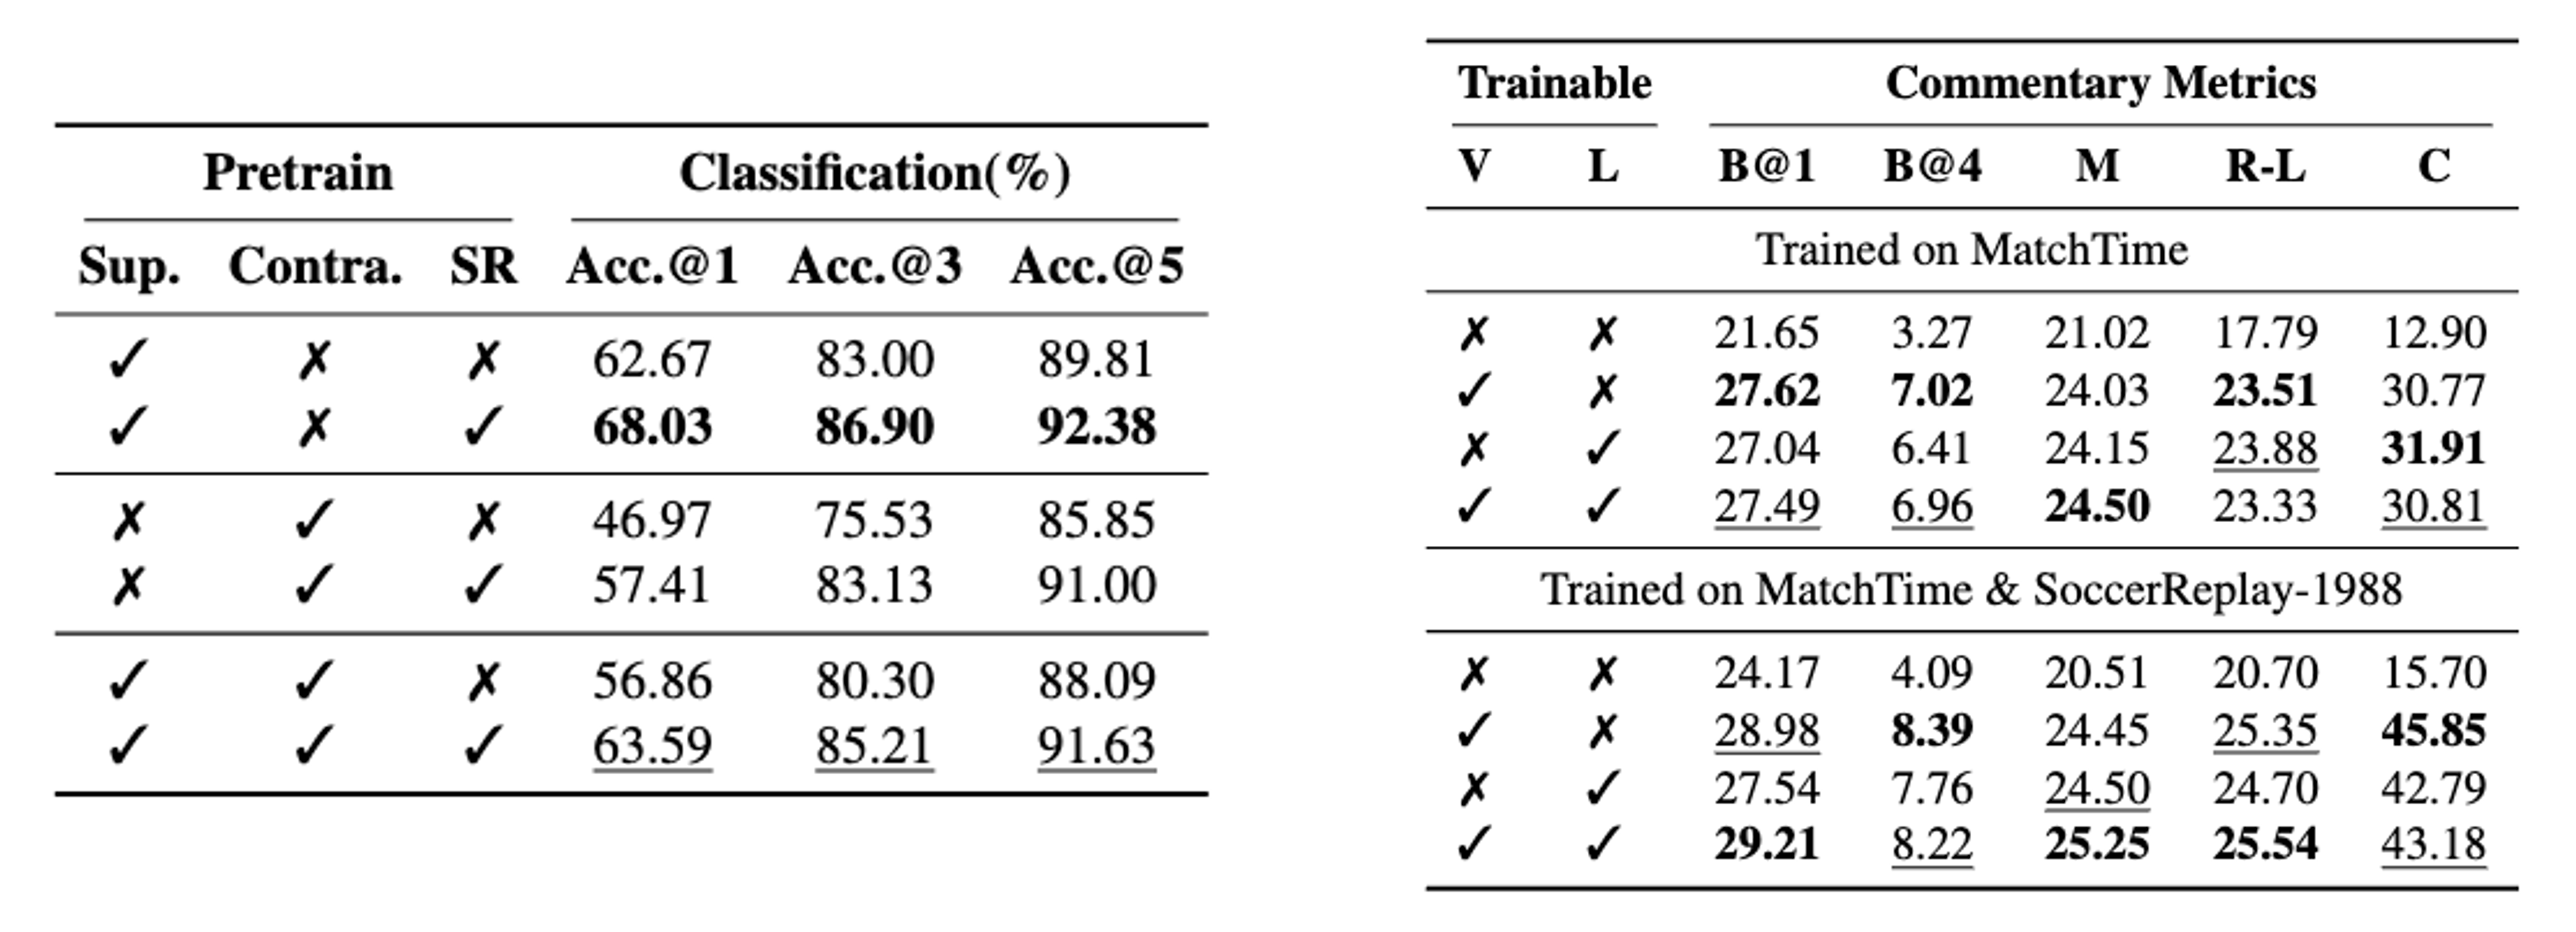 Pretrain Classification(%)
Sup. Contra. SR Acc.@1 Acc.@3 Acc.@5
✓ ✗ ✗ 62.67 83.00 89.81
✓ ✗ ✓ 68.03 86.90 92.38
✗ ✓ ✗ 46.97 75.53 85.85
✗ ✓ ✓ 57.41 83.13 91.00
✓ ✓ ✗ 56.86 80.30 88.09
✓ ✓ ✓ 63.59 85.21 91.63
Trainable Commentary Metrics
V L B@1 B@4 M R-L C
Trained on MatchTime
✗ ✗ 21.65 3.27 21.02 17.79 12.90
✓ ✗ 27.62 7.02 24.03 23.51 30.77
✗ ✓ 27.04 6.41 24.15 23.88 31.91
✓ ✓ 27.49 6.96 24.50 23.33 30.81
Trained on MatchTime & SoccerReplay-1988
✗ ✗ 24.17 4.09 20.51 20.70 15.70
✓ ✗ 28.98 8.39 24.45 25.35 45.85
✗ ✓ 27.54 7.76 24.50 24.70 42.79
✓ ✓ 29.21 8.22 25.25 25.54 43.18